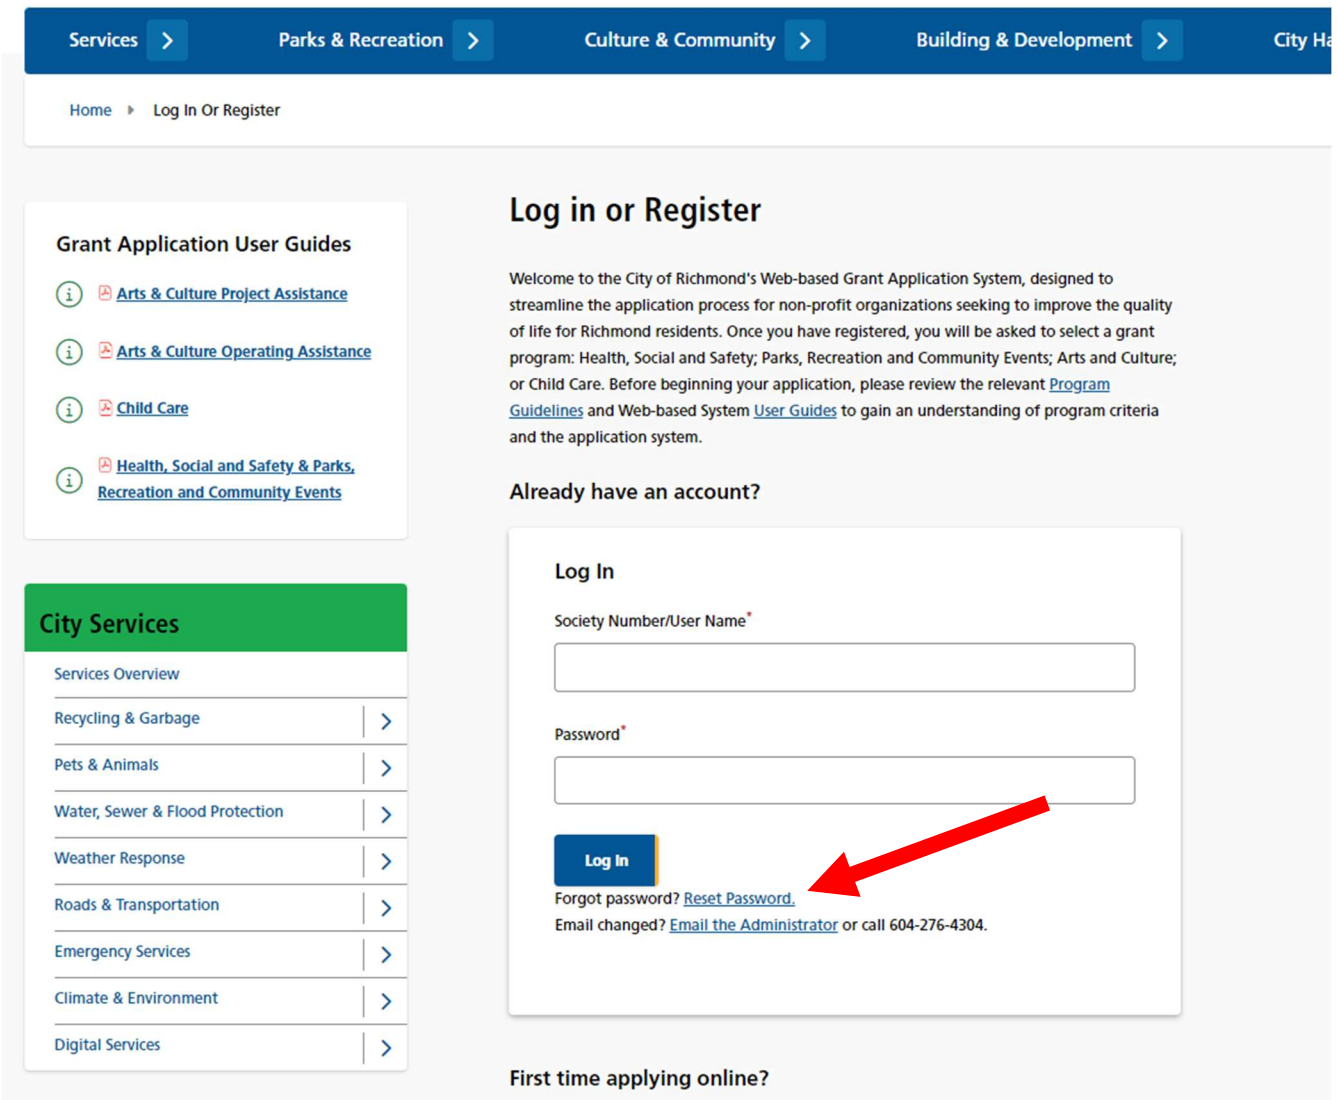 Services
Parks & Recreation
Culture & Community
Building & Development
City Ha
Home
Log In Or Register
Grant Application User Guides
Arts & Culture Project Assistance
Arts & Culture Operating Assistance
Child Care
Health, Social and Safety & Parks,
Recreation and Community Events
City Services
Services Overview
Recycling & Garbage
Pets & Animals
Water, Sewer & Flood Protection
Weather Response
Roads & Transportation
Emergency Services
Climate & Environment
Digital Services
Log in or Register
Welcome to the City of Richmond's Web-based Grant Application System, designed to
streamline the application process for non-profit organizations seeking to improve the quality
of life for Richmond residents. Once you have registered, you will be asked to select a grant
program: Health, Social and Safety; Parks, Recreation and Community Events; Arts and Culture;
or Child Care. Before beginning your application, please review the relevant Program
Guidelines and Web-based System User Guides to gain an understanding of program criteria
and the application system.
Already have an account?
Log In
Society Number/User Name*
Password*
Log In
Forgot password? Reset Password.
Email changed? Email the Administrator or call 604-276-4304.
First time applying online?